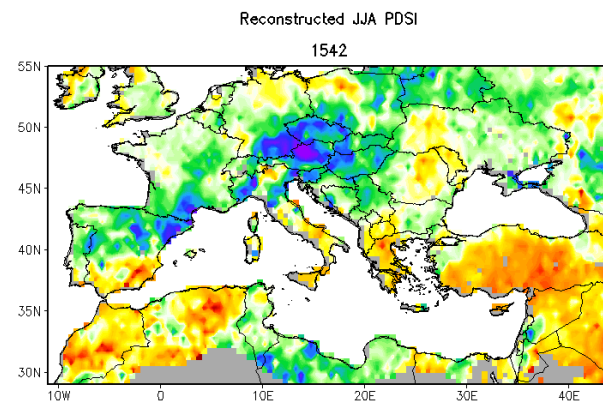 Reconstructed JJA PDSI
1542
55N
50N
45N
40N
35N
30N
10W
0
10E
20E
30E
40E